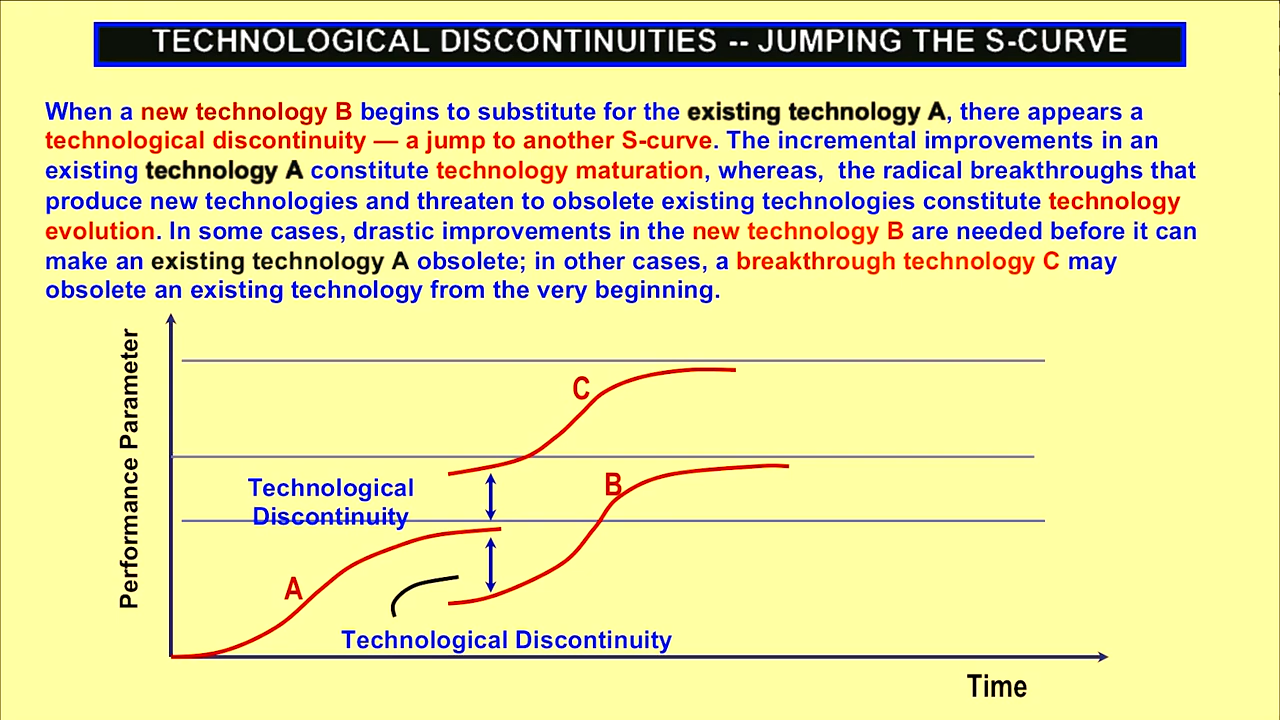 TECHNOLOGICAL DISCONTINUITIES -- JUMPING THE S-CURVE
When a new technology B begins to substitute for the existing technology A, there appears a
technological discontinuity — a jump to another S-curve. The incremental improvements in an
existing technology A constitute technology maturation, whereas, the radical breakthroughs that
produce new technologies and threaten to obsolete existing technologies constitute technology
evolution. In some cases, drastic improvements in the new technology B are needed before it can
make an existing technology A obsolete; in other cases, a breakthrough technology C may
obsolete an existing technology from the very beginning.
Performance Parameter
C
Technological
Discontinuity
B
A
Technological Discontinuity
Time